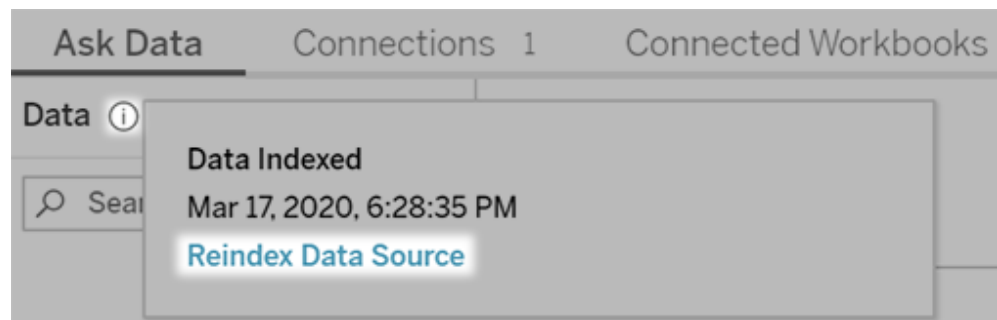 Ask Data Connections 1 Connected Workbooks
Data
Data Indexed
Mar 17, 2020, 6:28:35 PM
Reindex Data Source